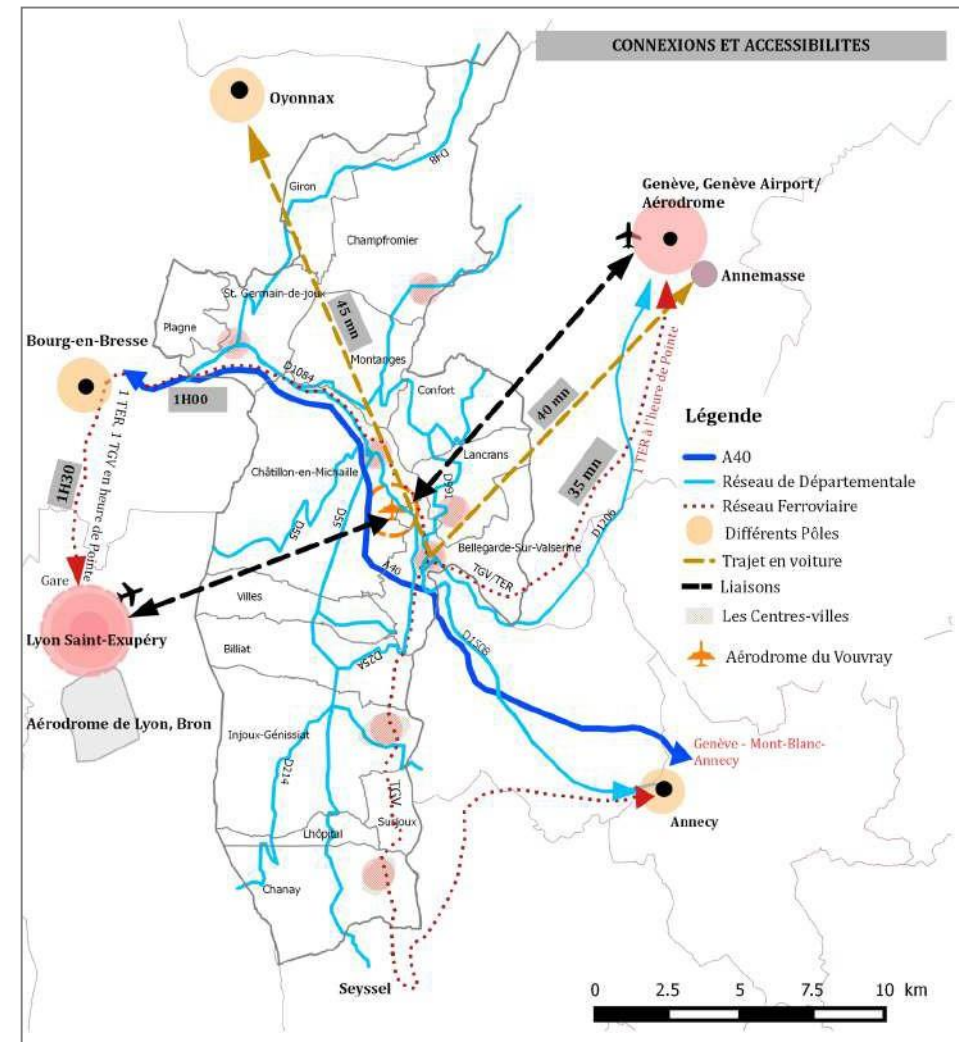 CONNEXIONS ET ACCESSIBILITES
Oyonnax
D48
Giron
Genève, Genève Airport/
Aérodrome
Champfromier
Annemasse
St. Germain-de-joux
45 mn
Plagne
Bourg-en-Bresse
Montanges
D1084
Confort
1H00
40 mn
1 TER à l'heure de Pointe
Légende
A40
Réseau de Départementale
Réseau Ferroviaire
Différents Pôles
Trajet en voiture
Liaisons
Les Centres-villes
Aérodrome du Vouvray
1 TER, 1 TGV en heure de Pointe
1H30
Lancrans
Châtillon-en-Michaille
D991
35 mn
D55
D55
Bellegarde-Sur-Valserine
D1206
TGV/TER
A40
Gare
Villes
Lyon Saint-Exupéry
Billiat
D25A
D1508
Aérodrome de Lyon, Bron
Injoux-Génissiat
D214
Genève - Mont-Blanc-
Annecy
TGV
Surjoux
Annecy
Lhôpital
Chanay
Seyssel
0 2.5 5 7.5 10 km